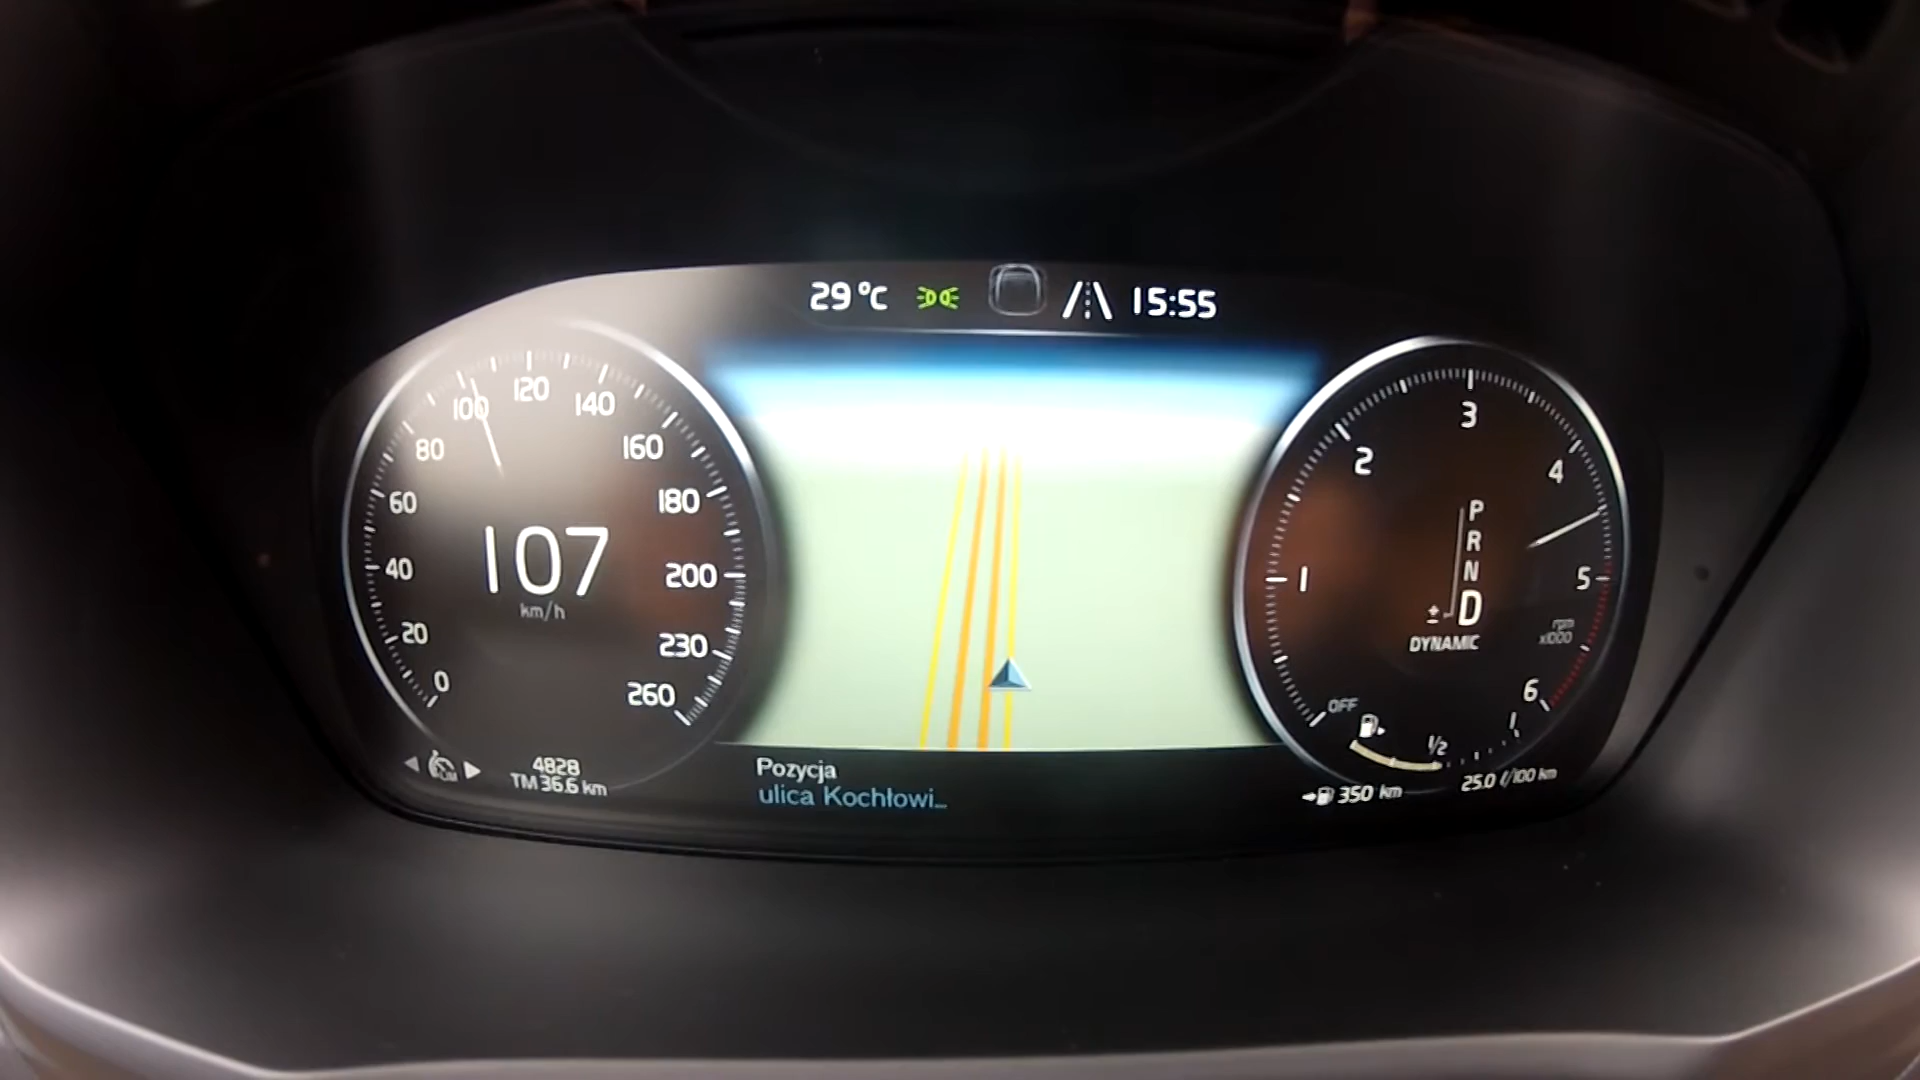 29 °C 15:55
0
20
40
60
80
100
120
140
160
180
200
230
260
107
km/h
LIM
4828
TM 36.6 km
Pozycja
ulica Kochłowi...
OFF
1
2
3
4
5
6
rpm
x1000
P
R
N
± D
DYNAMIC
1/2
1
350 km
25.0 ℓ/100 km